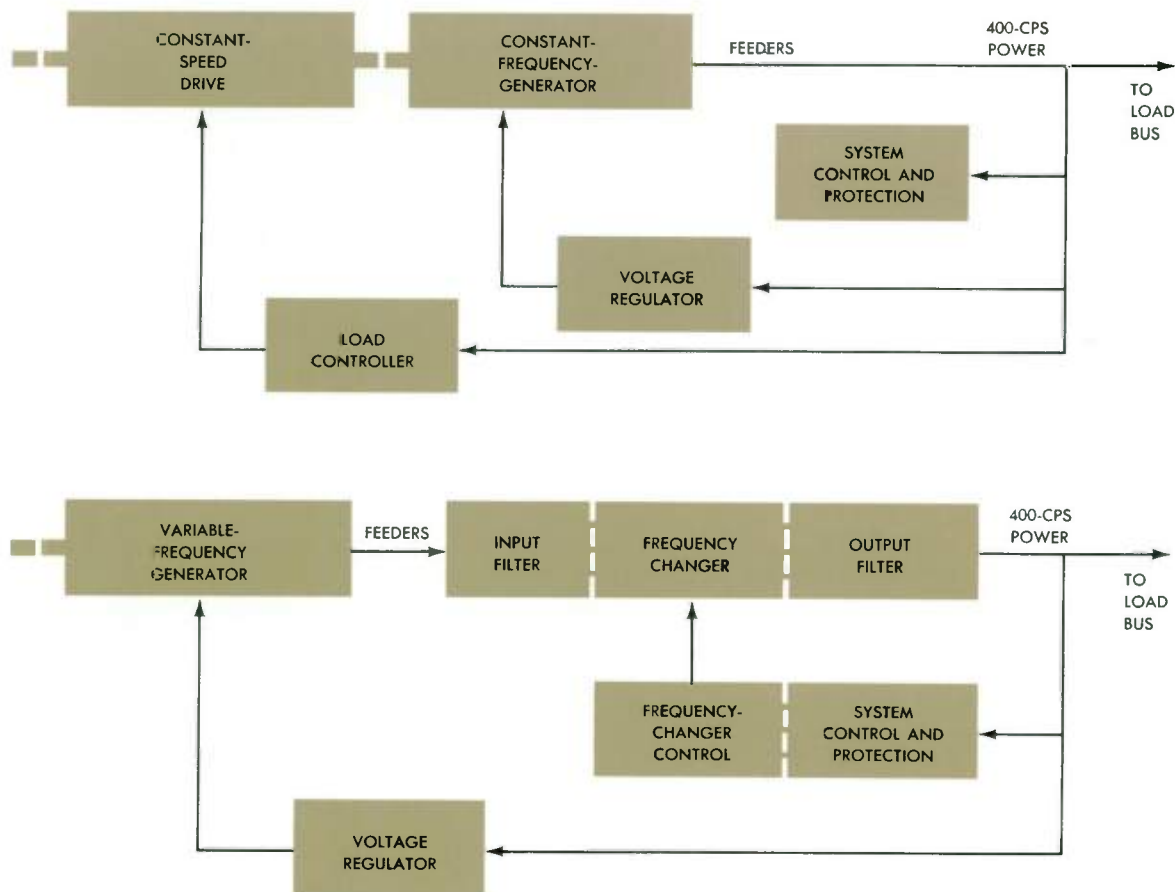 CONSTANT-
SPEED
DRIVE
CONSTANT-
FREQUENCY-
GENERATOR
FEEDERS
400-CPS
POWER
TO
LOAD
BUS
SYSTEM
CONTROL AND
PROTECTION
VOLTAGE
REGULATOR
LOAD
CONTROLLER
VARIABLE-
FREQUENCY
GENERATOR
FEEDERS
INPUT
FILTER
FREQUENCY
CHANGER
OUTPUT
FILTER
400-CPS
POWER
TO
LOAD
BUS
FREQUENCY-
CHANGER
CONTROL
SYSTEM
CONTROL AND
PROTECTION
VOLTAGE
REGULATOR